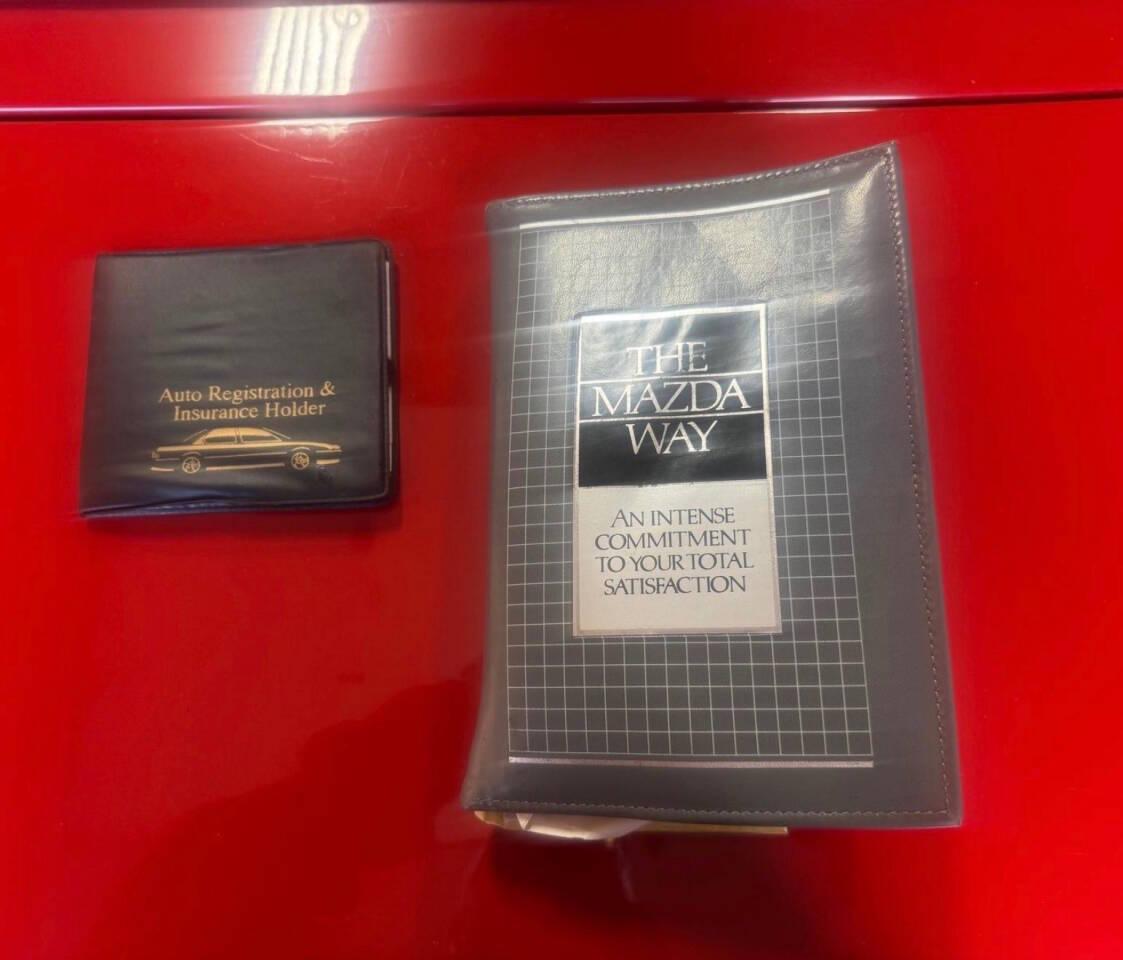 Auto Registration &
Insurance Holder
THE
MAZDA
WAY
AN INTENSE
COMMITMENT
TO YOUR TOTAL
SATISFACTION